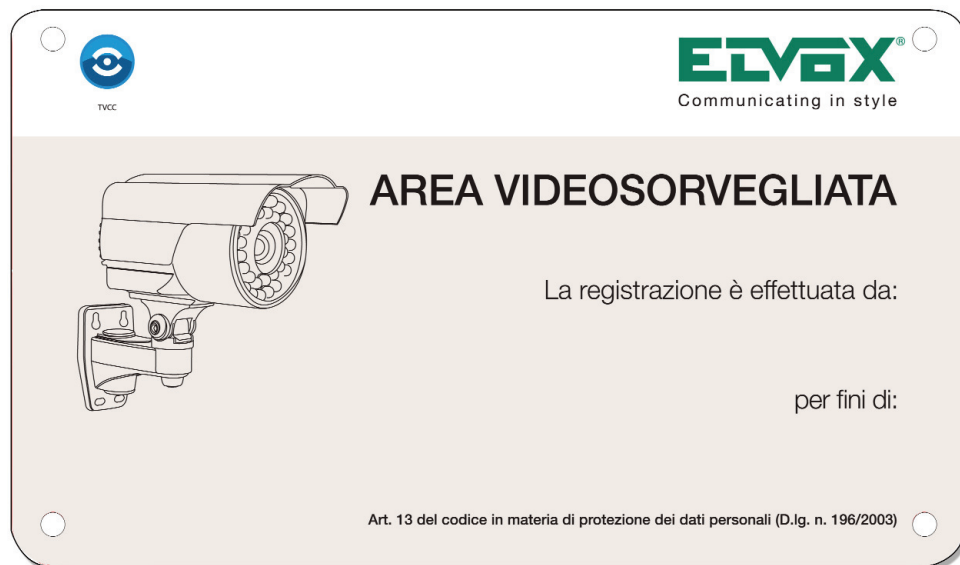 TVCC
ELVOX®
Communicating in style
AREA VIDEOSORVEGLIATA
La registrazione è effettuata da:
per fini di:
Art. 13 del codice in materia di protezione dei dati personali (D.lg. n. 196/2003)